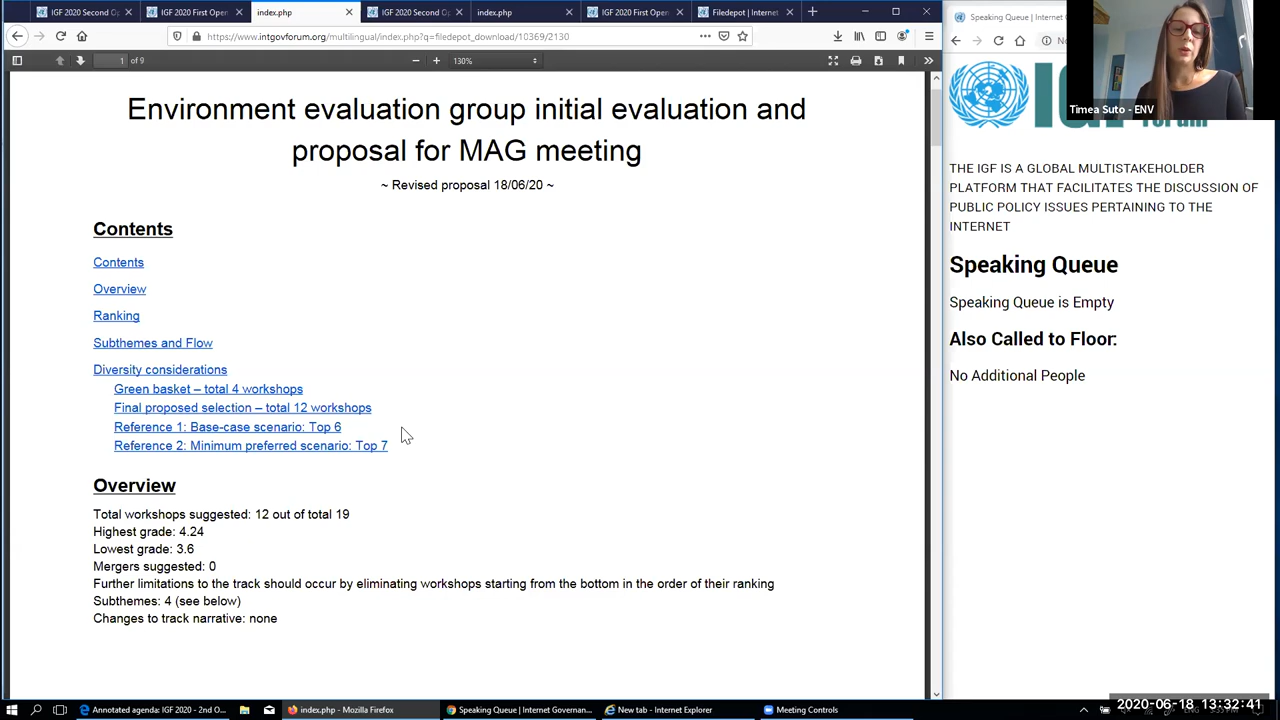 IGF 2020 Second Op
IGF 2020 First Open
index.php
IGF 2020 Second O
index.php
IGF 2020 First Open
Filedepot | Internet
https://www.intgovforum.org/multilingual/index.php?q=filedepot_download/10369/2130
1 of 9
130%
Environment evaluation group initial evaluation and
proposal for MAG meeting
~ Revised proposal 18/06/20 ~
Contents
Contents
Overview
Ranking
Subthemes and Flow
Diversity considerations
Green basket – total 4 workshops
Final proposed selection – total 12 workshops
Reference 1: Base-case scenario: Top 6
Reference 2: Minimum preferred scenario: Top 7
Overview
Total workshops suggested: 12 out of total 19
Highest grade: 4.24
Lowest grade: 3.6
Mergers suggested: 0
Further limitations to the track should occur by eliminating workshops starting from the bottom in the order of their ranking
Subthemes: 4 (see below)
Changes to track narrative: none
Speaking Queue | Internet G
Timea Suto - ENV
THE IGF IS A GLOBAL MULTISTAKEHOLDER
PLATFORM THAT FACILITATES THE DISCUSSION OF
PUBLIC POLICY ISSUES PERTAINING TO THE
INTERNET
Speaking Queue
Speaking Queue is Empty
Also Called to Floor:
No Additional People
Annotated agenda: IGF 2020 - 2nd O...
index.php - Mozilla Firefox
Speaking Queue | Internet Governan...
New tab - Internet Explorer
Meeting Controls
2020-06-18 13:32:41